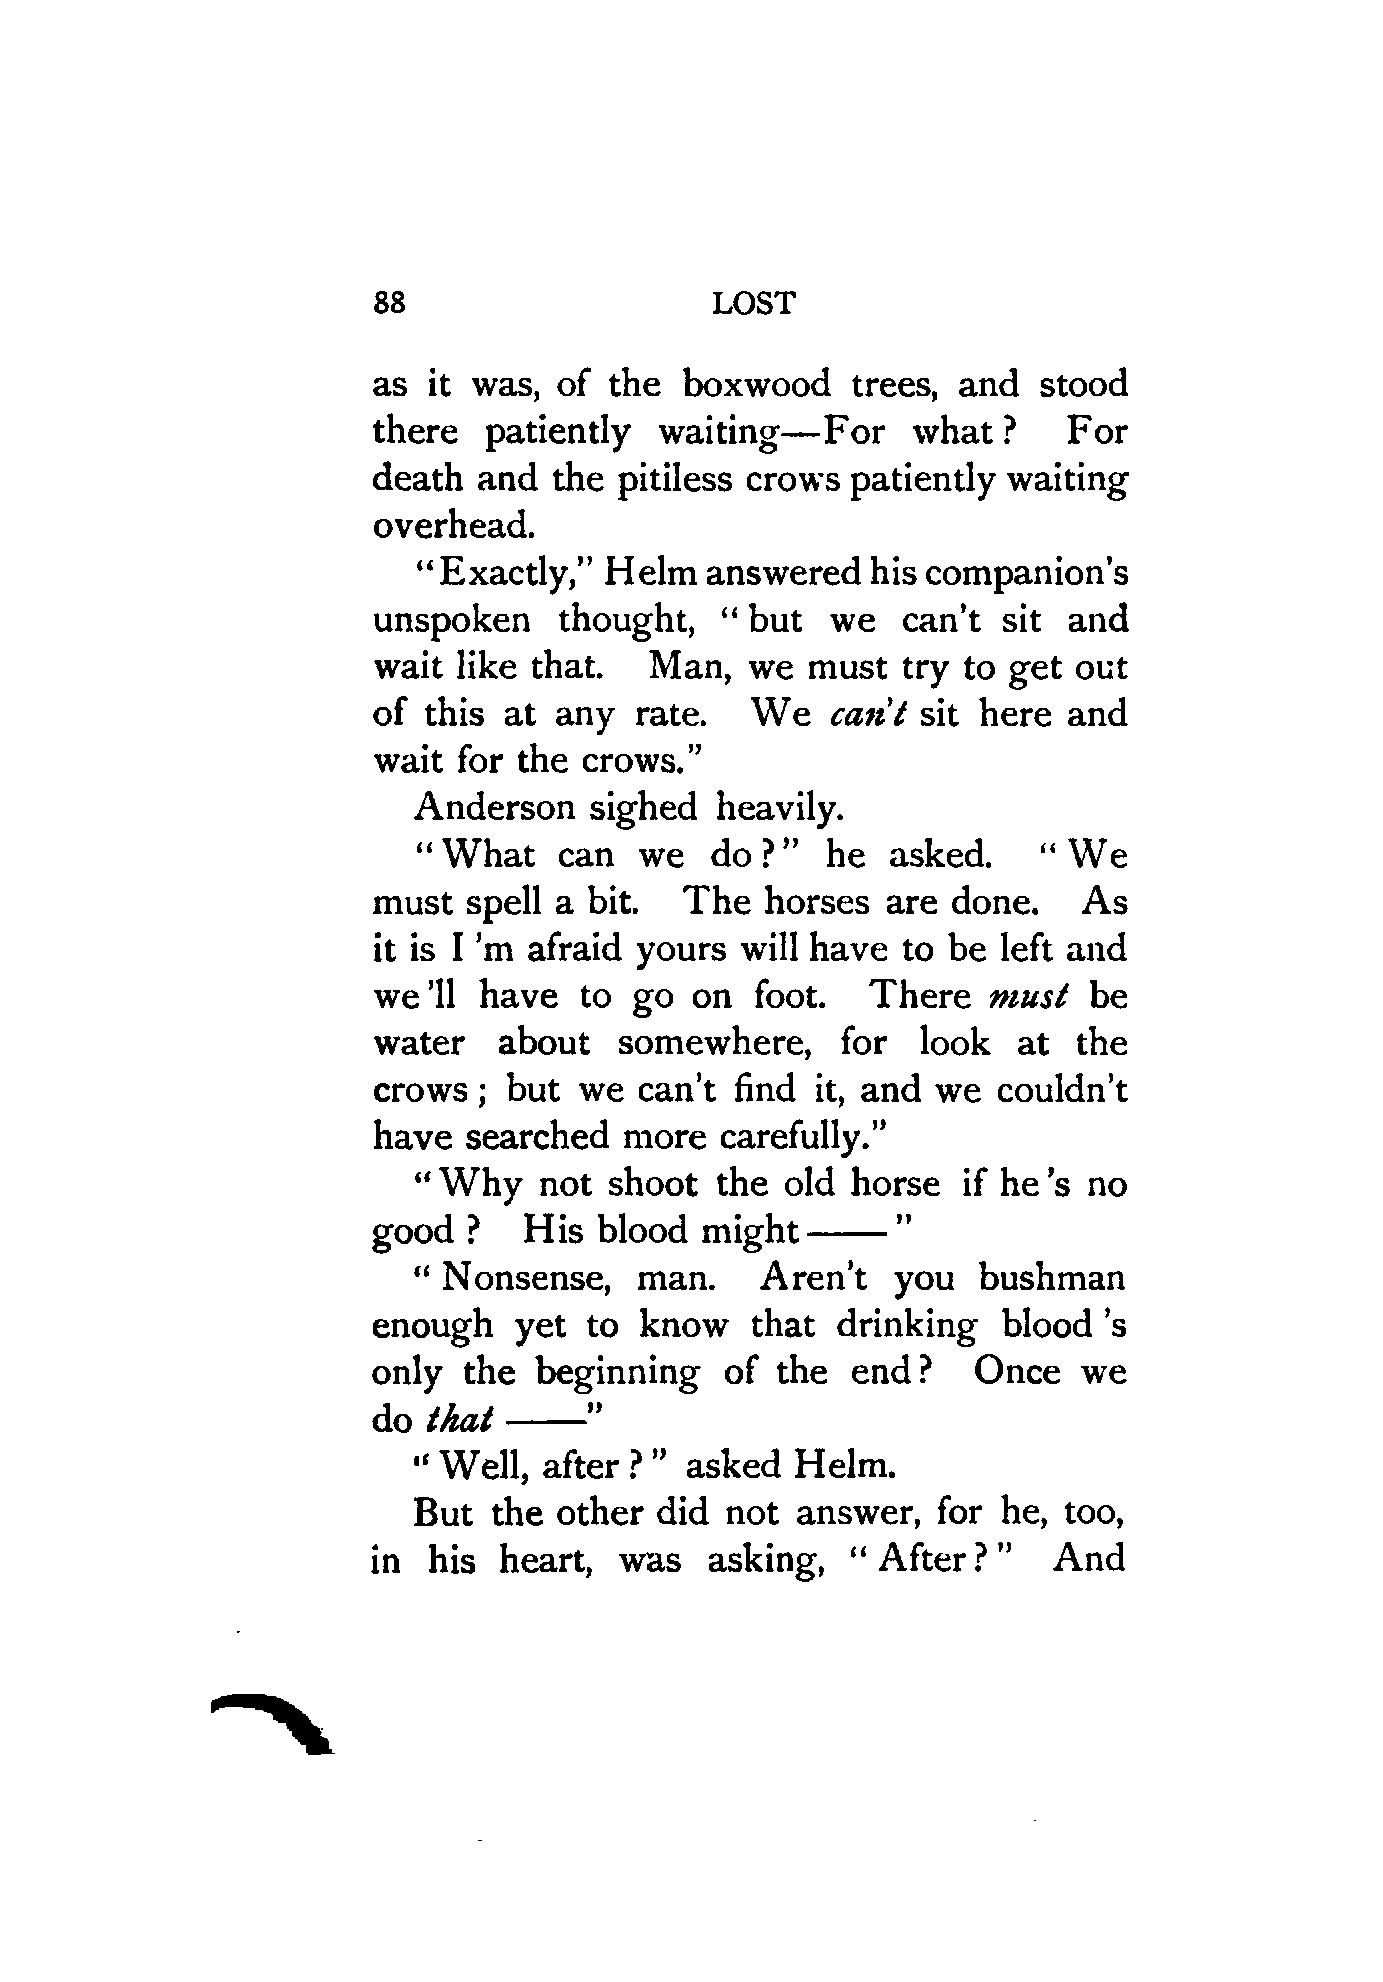 88 LOST
as it was, of the boxwood trees, and stood
there patiently waiting—For what? For
death and the pitiless crows patiently waiting
overhead.
"Exactly," Helm answered his companion's
unspoken thought, "but we can't sit and
wait like that. Man, we must try to get out
of this at any rate. We can't sit here and
wait for the crows."
Anderson sighed heavily.
"What can we do?" he asked. "We
must spell a bit. The horses are done. As
it is I'm afraid yours will have to be left and
we'll have to go on foot. There must be
water about somewhere, for look at the
crows; but we can't find it, and we couldn't
have searched more carefully."
"Why not shoot the old horse if he's no
good? His blood might——"
"Nonsense, man. Aren't you bushman
enough yet to know that drinking blood's
only the beginning of the end? Once we
do that ——"
"Well, after?" asked Helm.
But the other did not answer, for he, too,
in his heart, was asking, "After?" And